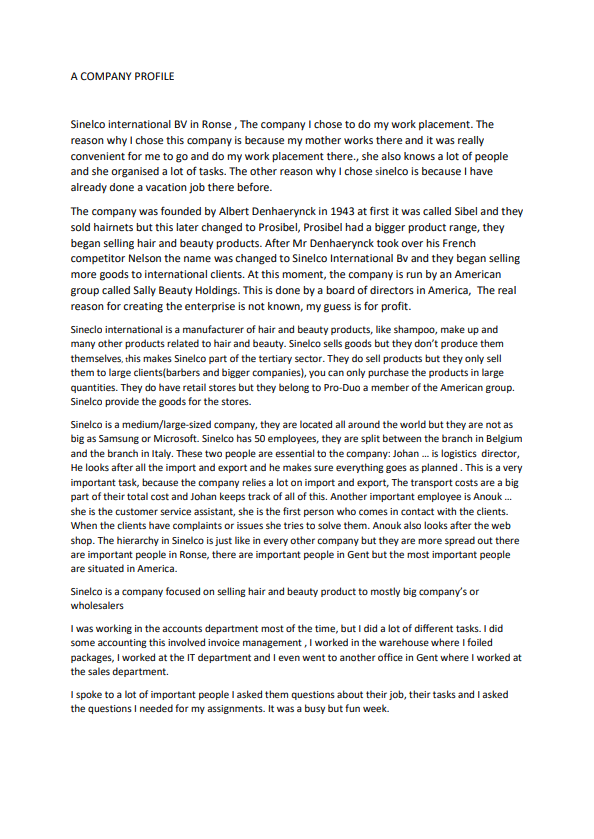 A COMPANY PROFILE
Sinelco international BV in Ronse , The company I chose to do my work placement. The
reason why I chose this company is because my mother works there and it was really
convenient for me to go and do my work placement there., she also knows a lot of people
and she organised a lot of tasks. The other reason why I chose sinelco is because I have
already done a vacation job there before.
The company was founded by Albert Denhaerynck in 1943 at first it was called Sibel and they
sold hairnets but this later changed to Prosibel, Prosibel had a bigger product range, they
began selling hair and beauty products. After Mr Denhaerynck took over his French
competitor Nelson the name was changed to Sinelco International Bv and they began selling
more goods to international clients. At this moment, the company is run by an American
group called Sally Beauty Holdings. This is done by a board of directors in America,  The real
reason for creating the enterprise is not known, my guess is for profit.
Sineclo international is a manufacturer of hair and beauty products, like shampoo, make up and
many other products related to hair and beauty. Sinelco sells goods but they don't produce them
themselves, this makes Sinelco part of the tertiary sector. They do sell products but they only sell
them to large clients(barbers and bigger companies), you can only purchase the products in large
quantities. They do have retail stores but they belong to Pro-Duo a member of the American group.
Sinelco provide the goods for the stores.
Sinelco is a medium/large-sized company, they are located all around the world but they are not as
big as Samsung or Microsoft. Sinelco has 50 employees, they are split between the branch in Belgium
and the branch in Italy. These two people are essential to the company: Johan … is logistics  director,
He looks after all the import and export and he makes sure everything goes as planned . This is a very
important task, because the company relies a lot on import and export, The transport costs are a big
part of their total cost and Johan keeps track of all of this. Another important employee is Anouk …
she is the customer service assistant, she is the first person who comes in contact with the clients.
When the clients have complaints or issues she tries to solve them. Anouk also looks after the web
shop. The hierarchy in Sinelco is just like in every other company but they are more spread out there
are important people in Ronse, there are important people in Gent but the most important people
are situated in America.
Sinelco is a company focused on selling hair and beauty product to mostly big company's or
wholesalers
I was working in the accounts department most of the time, but I did a lot of different tasks. I did
some accounting this involved invoice management , I worked in the warehouse where I foiled
packages, I worked at the IT department and I even went to another office in Gent where I worked at
the sales department.
I spoke to a lot of important people I asked them questions about their job, their tasks and I asked
the questions I needed for my assignments. It was a busy but fun week.